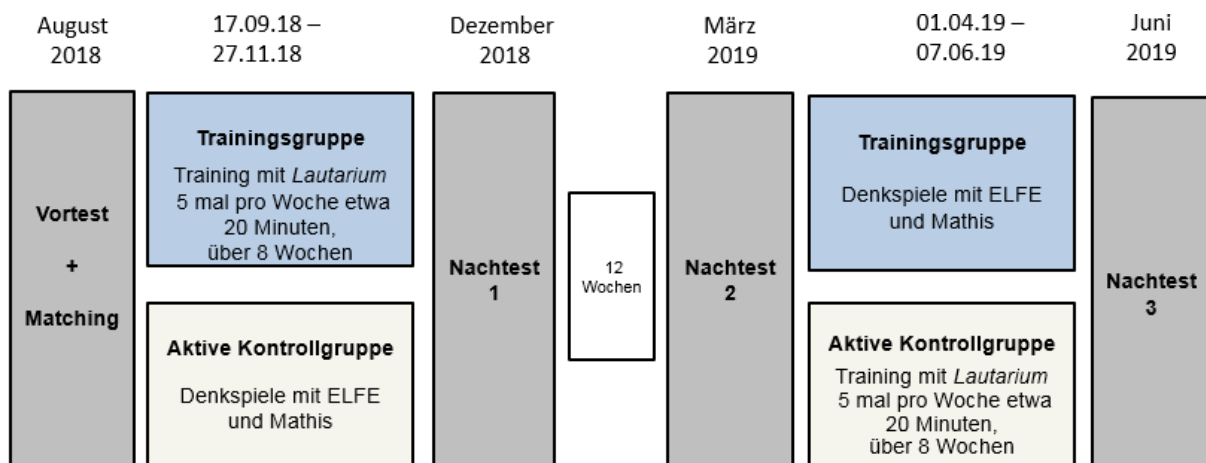 August
2018
17.09.18 –
27.11.18
Dezember
2018
März
2019
01.04.19 –
07.06.19
Juni
2019
Vortest
+
Matching
Trainingsgruppe
Training mit Lautarium
5 mal pro Woche etwa
20 Minuten,
über 8 Wochen
Aktive Kontrollgruppe
Denkspiele mit ELFE
und Mathis
Nachtest
1
12
Wochen
Nachtest
2
Trainingsgruppe
Denkspiele mit ELFE
und Mathis
Aktive Kontrollgruppe
Training mit Lautarium
5 mal pro Woche etwa
20 Minuten,
über 8 Wochen
Nachtest
3